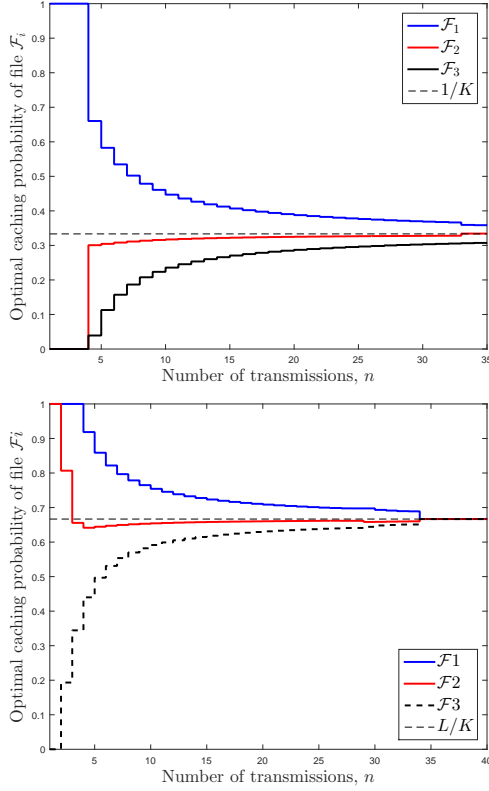 Optimal caching probability of file $\mathcal{F}_i$
1
0.9
0.8
0.7
0.6
0.5
0.4
0.3
0.2
0.1
0
5 10 15 20 25 30 35
Number of transmissions, $n$
$\mathcal{F}_1$
$\mathcal{F}_2$
$\mathcal{F}_3$
$1/K$
Optimal caching probability of file $\mathcal{F}i$
1
0.9
0.8
0.7
0.6
0.5
0.4
0.3
0.2
0.1
0
5 10 15 20 25 30 35 40
Number of transmissions, $n$
$\mathcal{F}1$
$\mathcal{F}2$
$\mathcal{F}3$
$L/K$